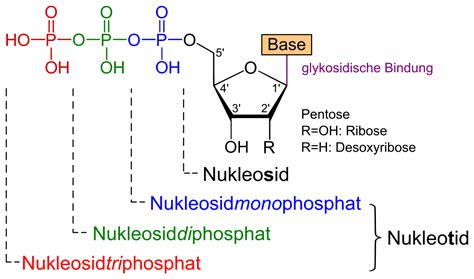 O O O
HO P O P O P O 5' Base
OH OH OH O glykosidische Bindung
4' 1'
3' 2' Pentose
OH R R=OH: Ribose
R=H: Desoxyribose
Nukleosid
Nukleosidmonophosphat
Nukleosiddiphosphat Nukleotid
Nukleosidtriphosphat